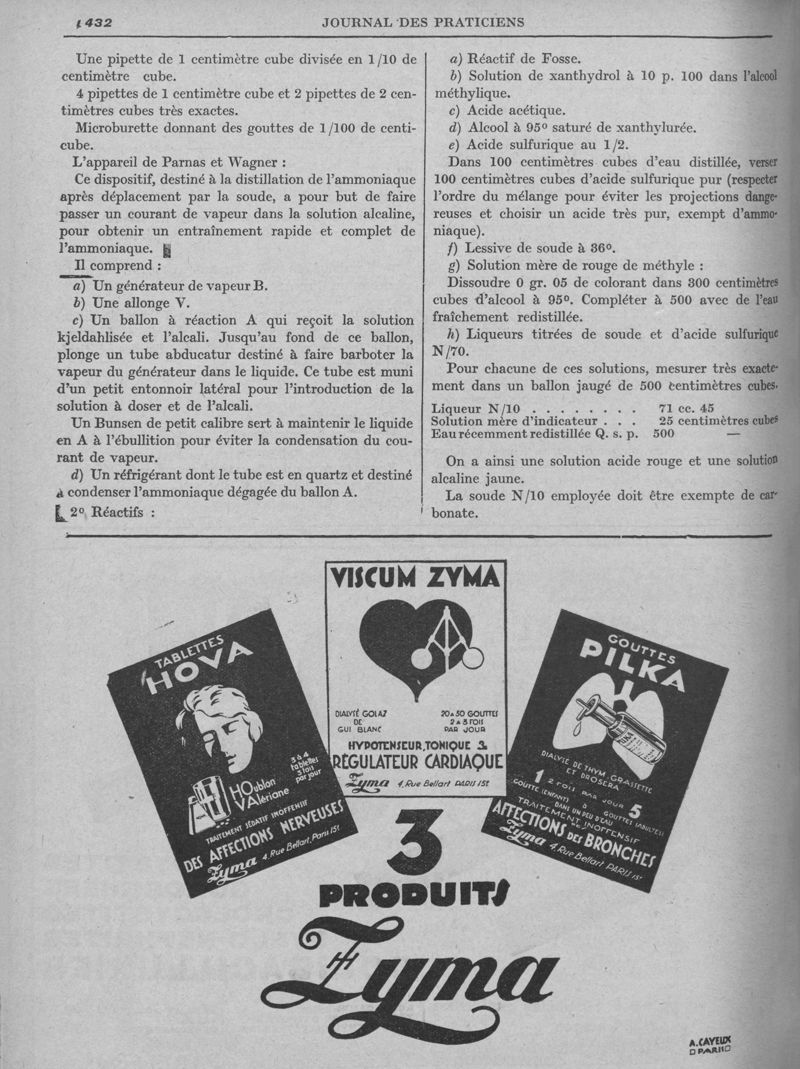 1432
JOURNAL DES PRATICIENS
Une pipette de 1 centimètre cube divisée en 1/10 de
centimètre cube.
4 pipettes de 1 centimètre cube et 2 pipettes de 2 cen-
timètres cubes très exactes.
Microburette donnant des gouttes de 1/100 de centi-
cube.
L'appareil de Parnas et Wagner :
Ce dispositif, destiné à la distillation de l'ammoniaque
après déplacement par la soude, a pour but de faire
passer un courant de vapeur dans la solution alcaline,
pour obtenir un entraînement rapide et complet de
l'ammoniaque.
Il comprend :
a) Un générateur de vapeur B.
b) Une allonge V.
c) Un ballon à réaction A qui reçoit la solution
kjeldahlisée et l'alcali. Jusqu'au fond de ce ballon,
plonge un tube abducatur destiné à faire barboter la
vapeur du générateur dans le liquide. Ce tube est muni
d'un petit entonnoir latéral pour l'introduction de la
solution à doser et de l'alcali.
Un Bunsen de petit calibre sert à maintenir le liquide
en A à l'ébullition pour éviter la condensation du cou-
rant de vapeur.
d) Un réfrigérant dont le tube est en quartz et destiné
à condenser l'ammoniaque dégagée du ballon A.
2º Réactifs :
a) Réactif de Fosse.
b) Solution de xanthydrol à 10 p. 100 dans l'alcool
méthylique.
c) Acide acétique.
d) Alcool à 95º saturé de xanthylurée.
e) Acide sulfurique au 1/2.
Dans 100 centimètres cubes d'eau distillée, verser
100 centimètres cubes d'acide sulfurique pur (respecter
l'ordre du mélange pour éviter les projections dange-
reuses et choisir un acide très pur, exempt d'ammo-
niaque).
f) Lessive de soude à 36º.
g) Solution mère de rouge de méthyle :
Dissoudre 0 gr. 05 de colorant dans 300 centimètres
cubes d'alcool à 95º. Compléter à 500 avec de l'eau
fraîchement redistillée.
h) Liqueurs titrées de soude et d'acide sulfurique
N/70.
Pour chacune de ces solutions, mesurer très exacte-
ment dans un ballon jaugé de 500 centimètres cubes.
Liqueur N/10 . . . . . . . . 71 cc. 45
Solution mère d'indicateur . . . 25 centimètres cubes
Eau récemment redistillée Q. s. p. 500 —
On a ainsi une solution acide rouge et une solution
alcaline jaune.
La soude N/10 employée doit être exempte de car-
bonate.
TABLETTES
HOVA
3 à 4
tablettes
3 fois
par jour
HOublon
VAlériane
TRAITEMENT SÉDATIF INOFFENSIF
DES AFFECTIONS NERVEUSES
Zyma 4, Rue Bellart, Paris 15e
VISCUM ZYMA
DIALYSÉ GOLAZ
DE
GUI BLANC
20 à 30 GOUTTES
2 à 3 FOIS
PAR JOUR
HYPOTENSEUR, TONIQUE &
RÉGULATEUR CARDIAQUE
Zyma 4, Rue Bellart PARIS 15e
GOUTTES
PILKA
DIALYSE DE THYM, GRASSETTE
ET DROSERA
2 FOIS PAR JOUR
1 GOUTTE (ENFANT) à 5 GOUTTES (ADULTES)
DANS UN PEU D'EAU
TRAITEMENT INOFFENSIF
AFFECTIONS DES BRONCHES
Zyma 4, Rue Bellart PARIS 15e
3
PRODUITS
Zyma
A. CAYEUX
PARIS